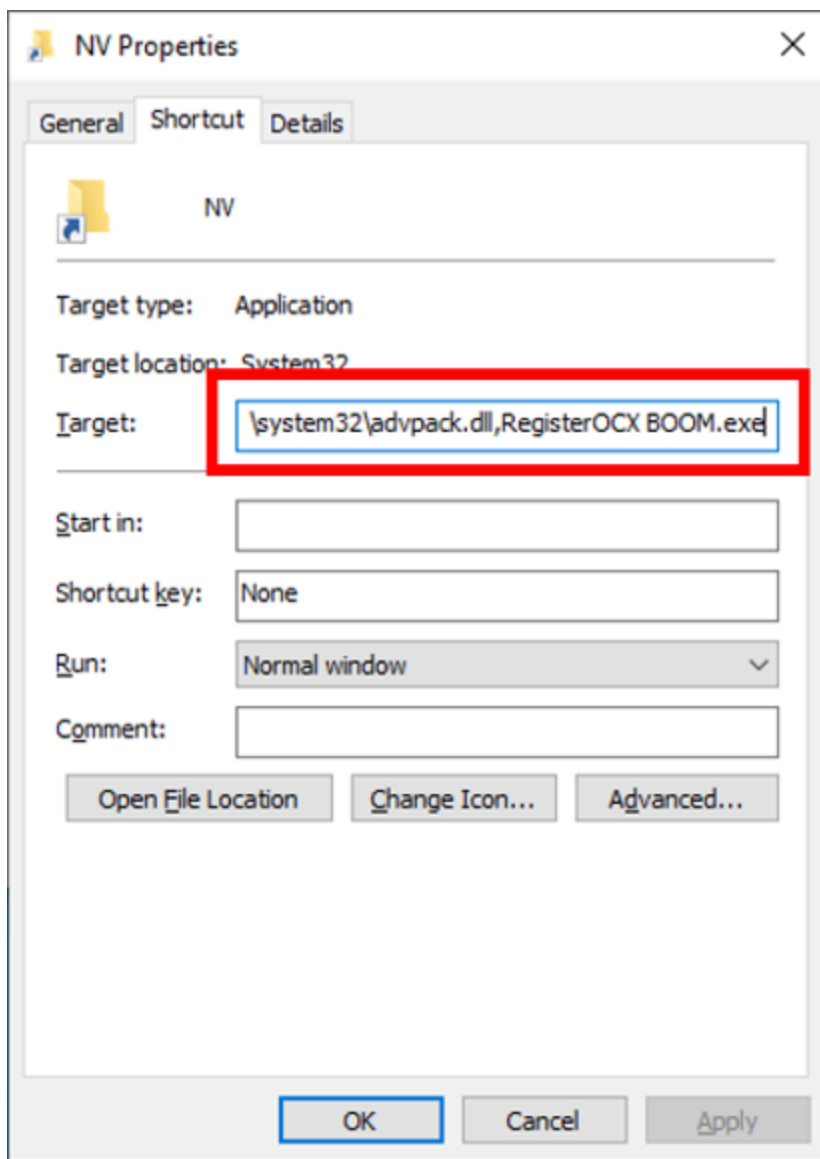 NV Properties
General Shortcut Details
NV
Target type: Application
Target location: System32
Target: \system32\advpack.dll,RegisterOCX BOOM.exe
Start in:
Shortcut key: None
Run: Normal window
Comment:
Open File Location Change Icon... Advanced...
OK Cancel Apply